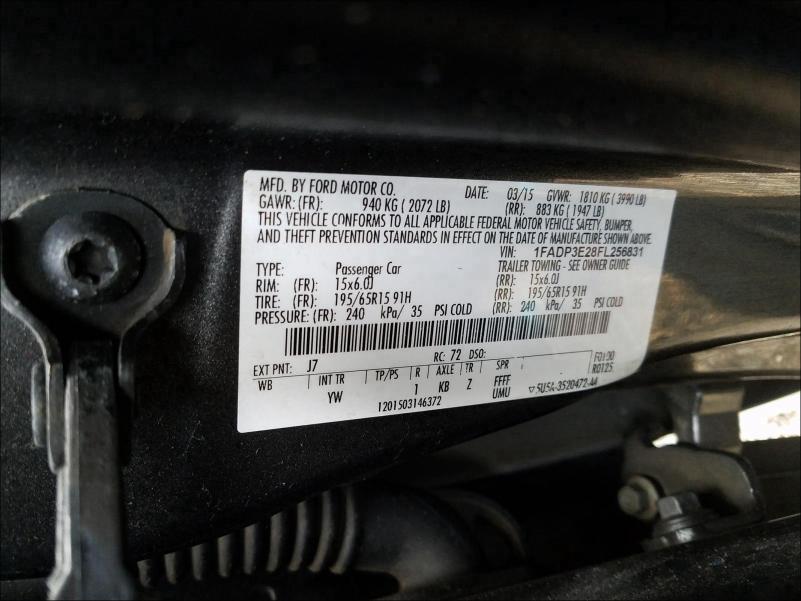 MFD. BY FORD MOTOR CO. DATE: 03/15 GVWR: 1810 KG ( 3990 LB)
GAWR: (FR): 940 KG ( 2072 LB) (RR): 883 KG ( 1947 LB)
THIS VEHICLE CONFORMS TO ALL APPLICABLE FEDERAL MOTOR VEHICLE SAFETY, BUMPER,
AND THEFT PREVENTION STANDARDS IN EFFECT ON THE DATE OF MANUFACTURE SHOWN ABOVE.
VIN: 1FADP3E28FL256831
TYPE: Passenger Car TRAILER TOWING - SEE OWNER GUIDE
RIM: (FR): 15x6.0J (RR): 15x6.0J
TIRE: (FR): 195/65R15 91H (RR): 195/65R15 91H
PRESSURE: (FR): 240 kPa/ 35 PSI COLD (RR): 240 kPa/ 35 PSI COLD
EXT PNT: J7 RC: 72 DSO:
WB INT TR TP/PS R AXLE TR SPR
YW 1 KB Z FFFF
UMU
R0125
1201503146372